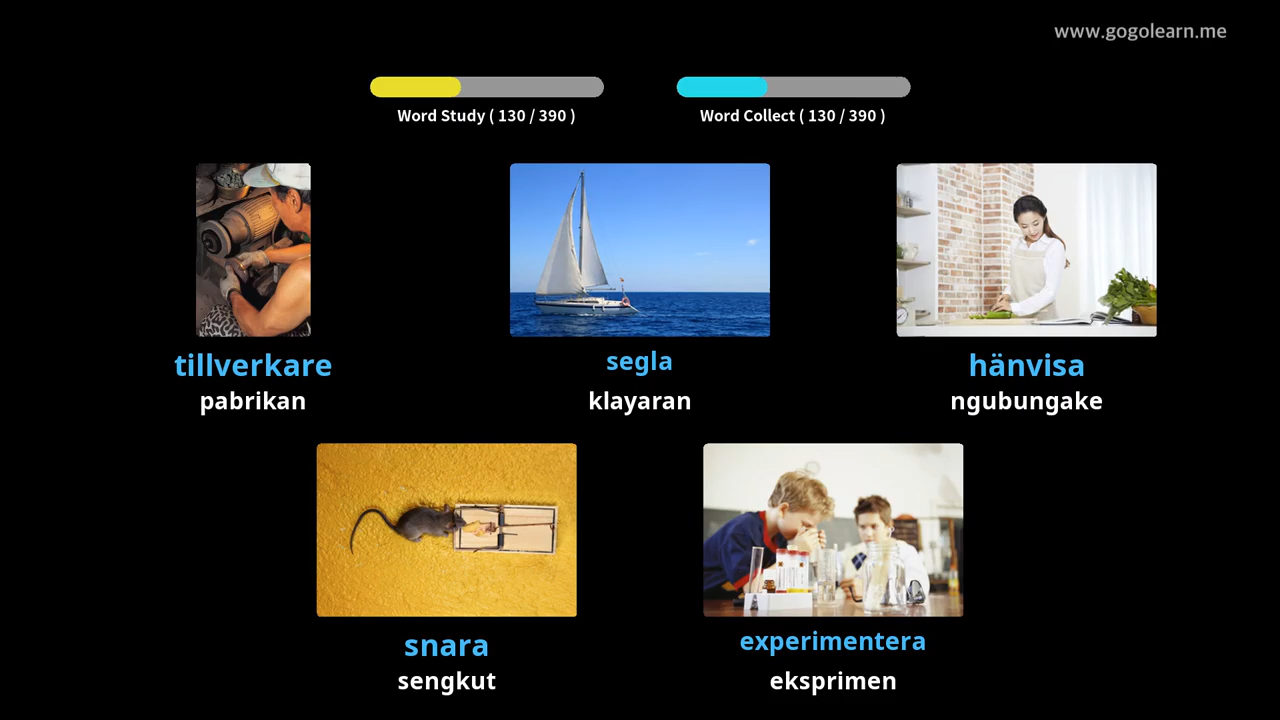 www.gogolearn.me
Word Study ( 130 / 390 )
Word Collect ( 130 / 390 )
tillverkare
pabrikan
segla
klayaran
hänvisa
ngubungake
snara
sengkut
experimentera
eksprimen